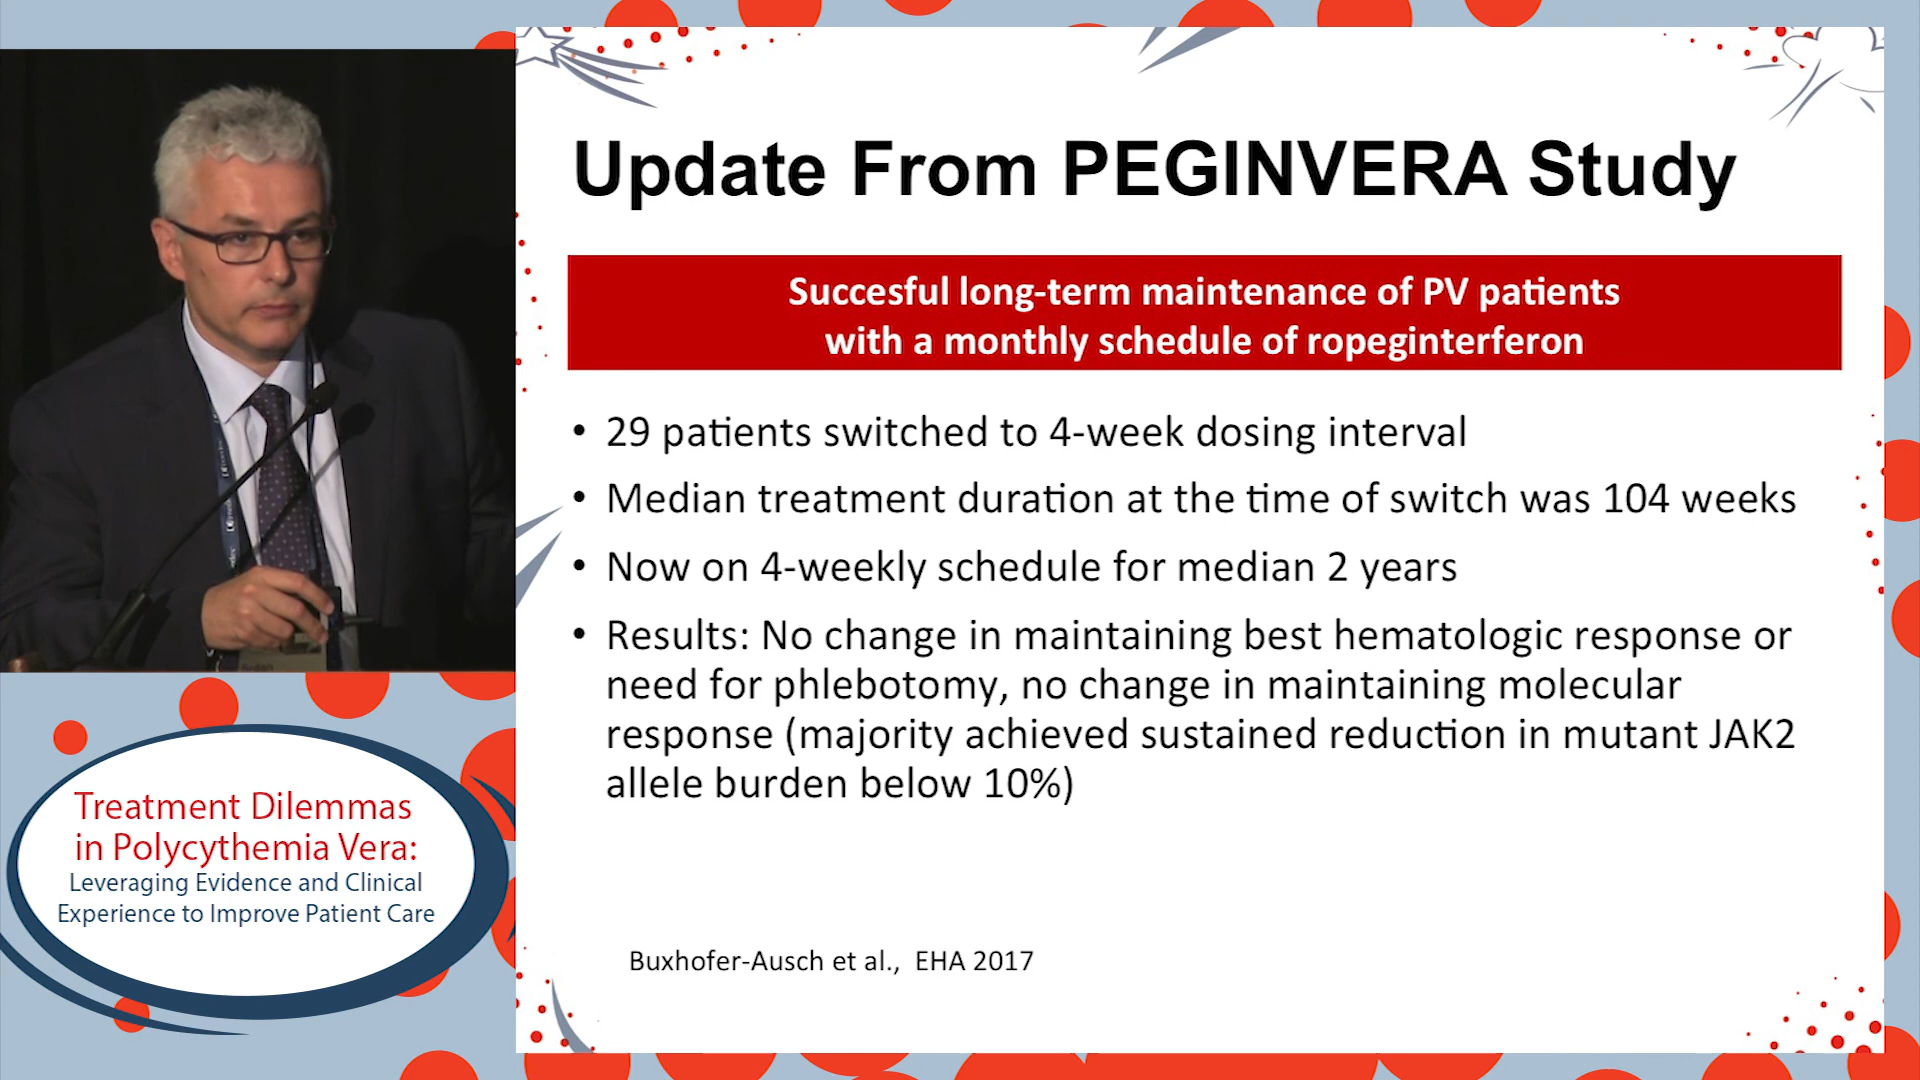 Update From PEGINVERA Study
Succesful long-term maintenance of PV patients
with a monthly schedule of ropeginterferon
• 29 patients switched to 4-week dosing interval
• Median treatment duration at the time of switch was 104 weeks
• Now on 4-weekly schedule for median 2 years
• Results: No change in maintaining best hematologic response or
need for phlebotomy, no change in maintaining molecular
response (majority achieved sustained reduction in mutant JAK2
allele burden below 10%)
Buxhofer-Ausch et al., EHA 2017
Treatment Dilemmas
in Polycythemia Vera:
Leveraging Evidence and Clinical
Experience to Improve Patient Care